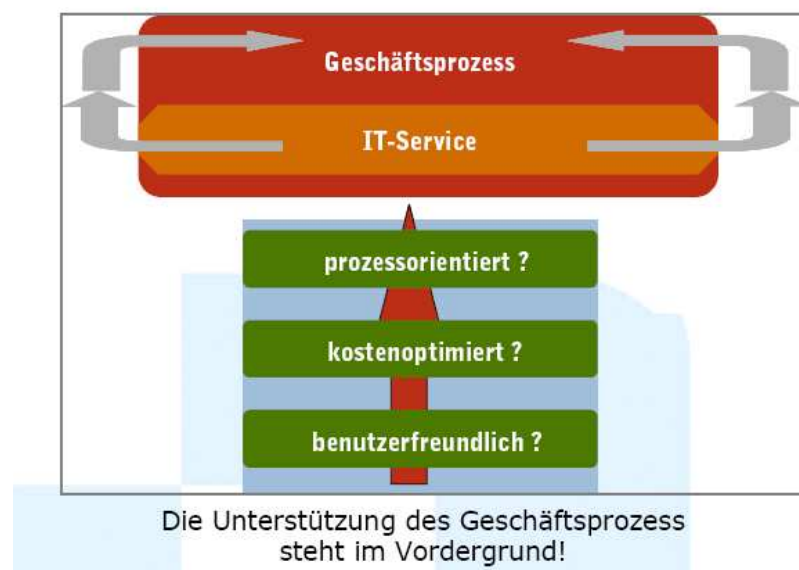 Geschäftsprozess
IT-Service
prozessorientiert ?
kostenoptimiert ?
benutzerfreundlich ?
Die Unterstützung des Geschäftsprozess
steht im Vordergrund!